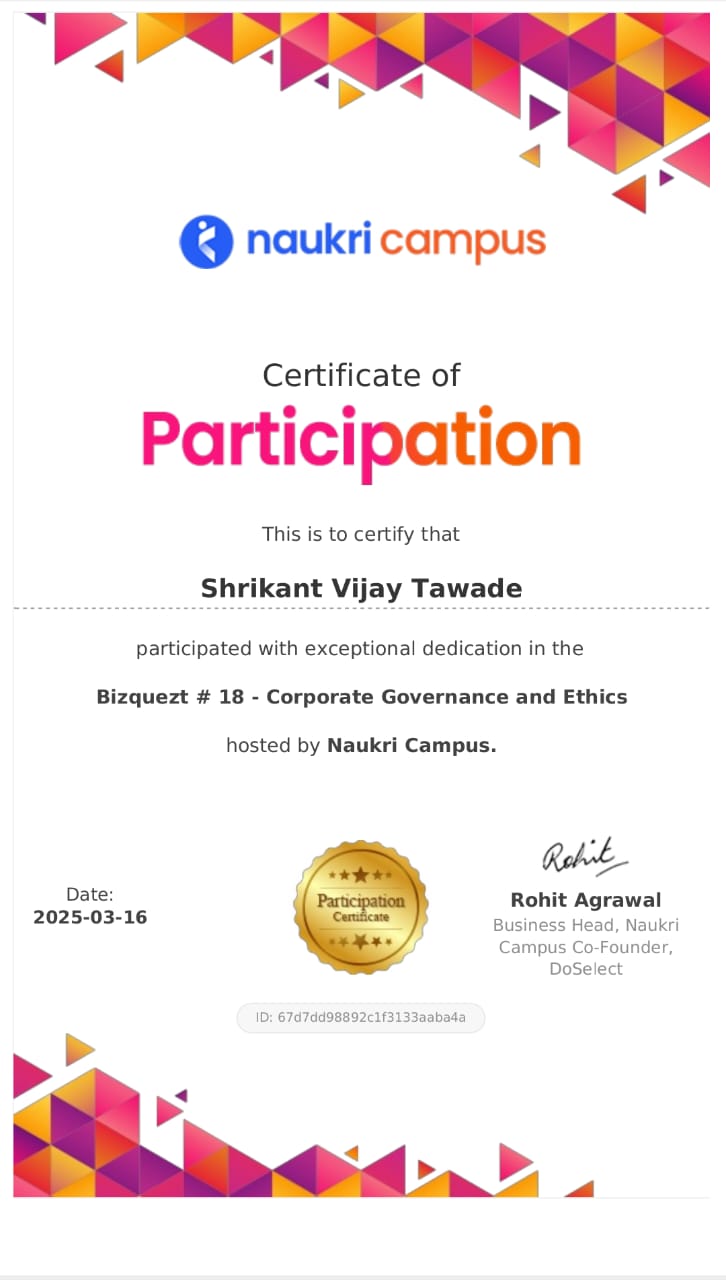 naukri campus
Certificate of
Participation
This is to certify that
Shrikant Vijay Tawade
participated with exceptional dedication in the
Bizquezt # 18 - Corporate Governance and Ethics
hosted by Naukri Campus.
Date:
2025-03-16
Participation
Certificate
Rohit
Rohit Agrawal
Business Head, Naukri
Campus Co-Founder,
DoSelect
ID: 67d7dd98892c1f3133aaba4a